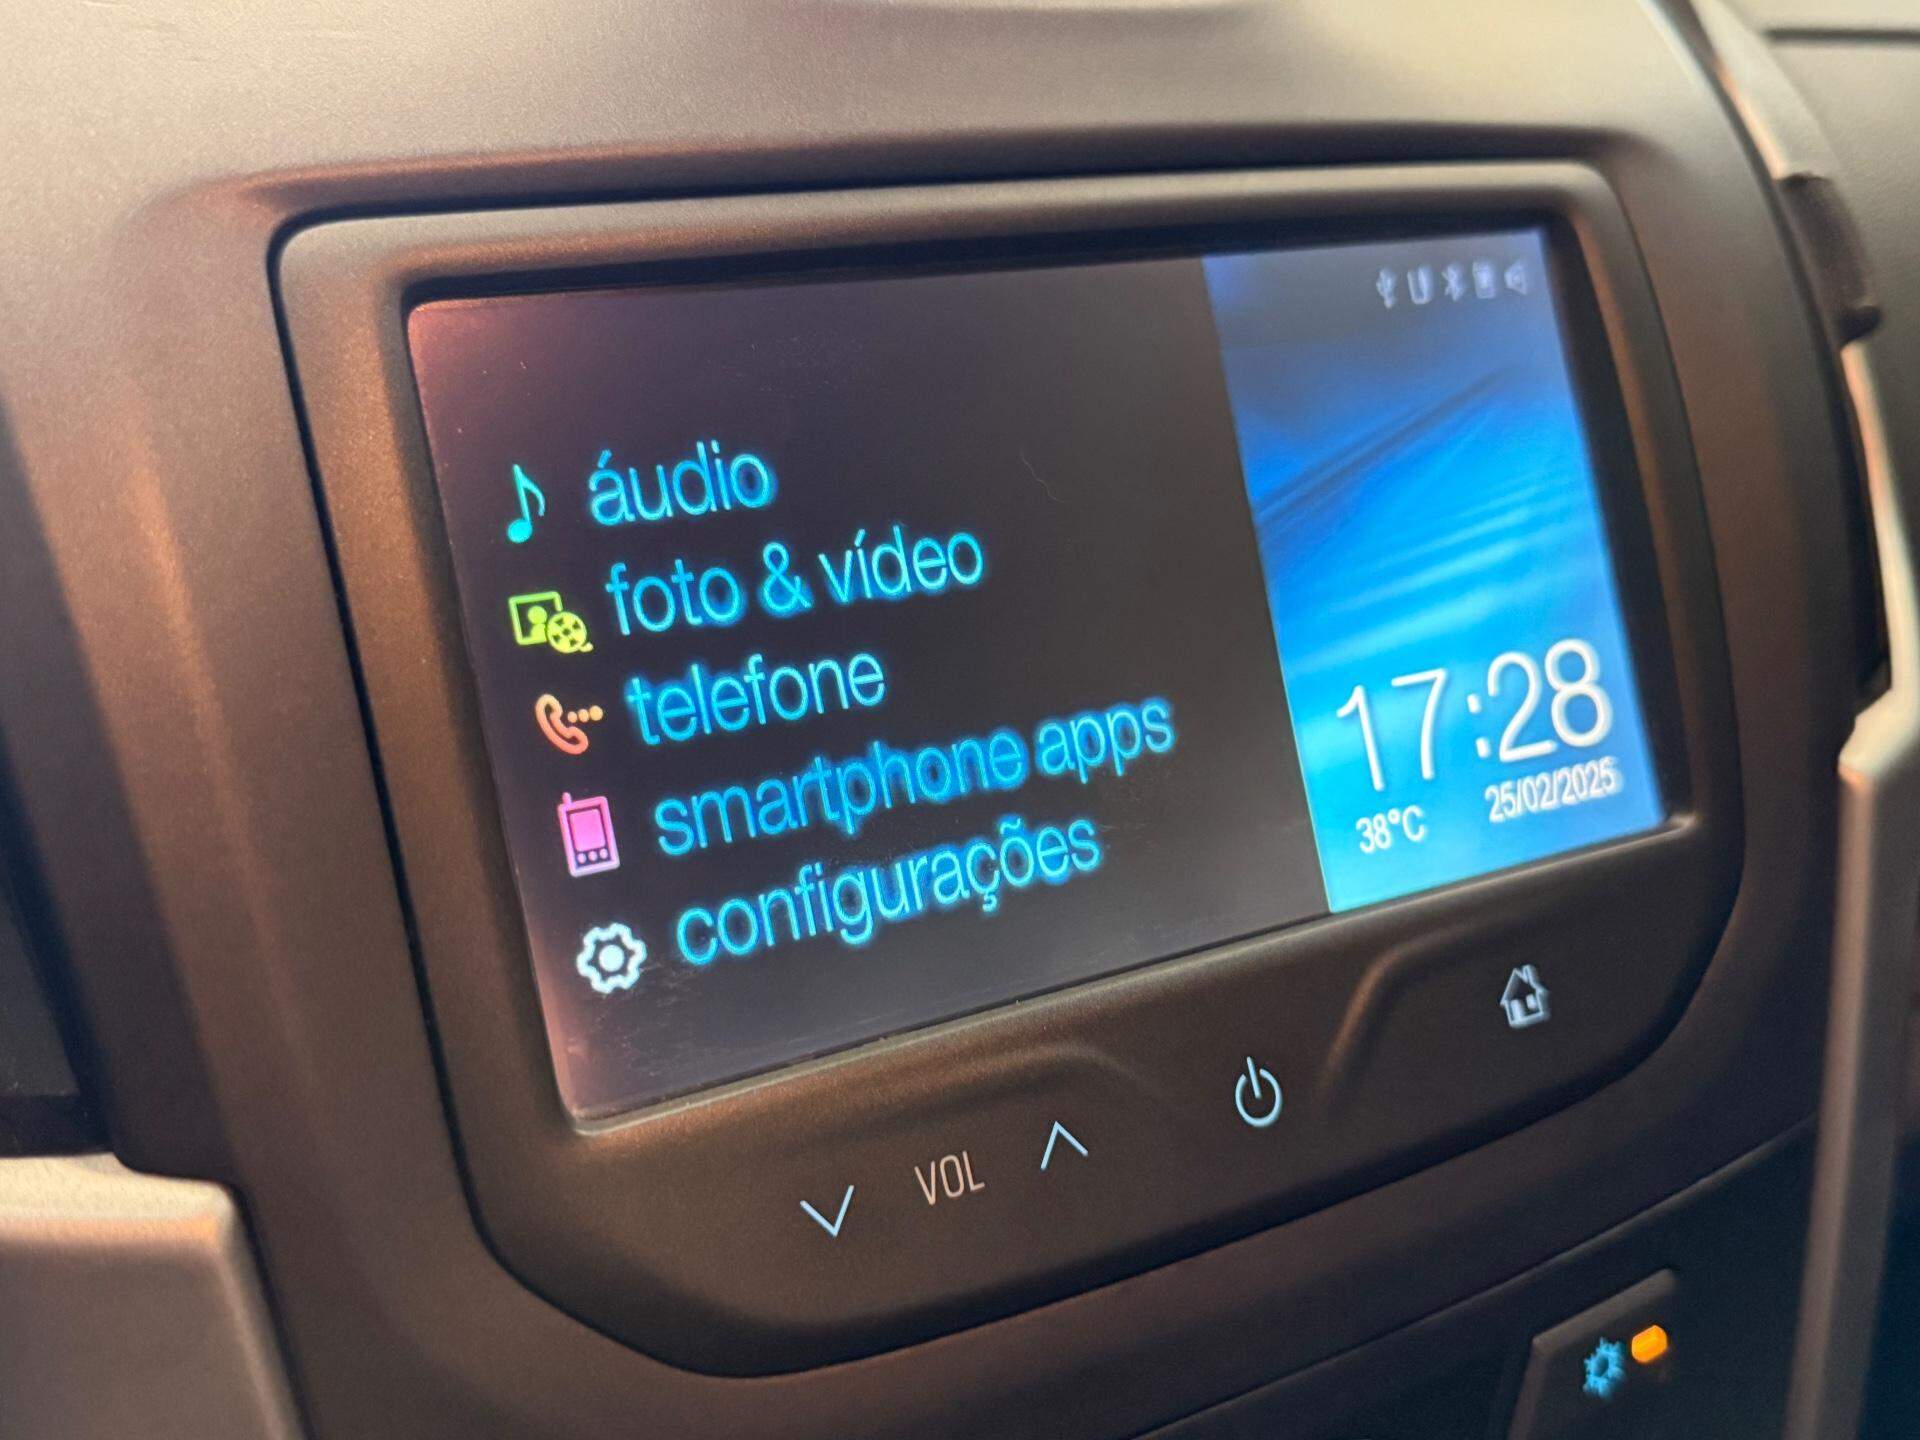 áudio
foto & vídeo
telefone
smartphone apps
configurações
17:28
38°C
25/02/2025
VOL